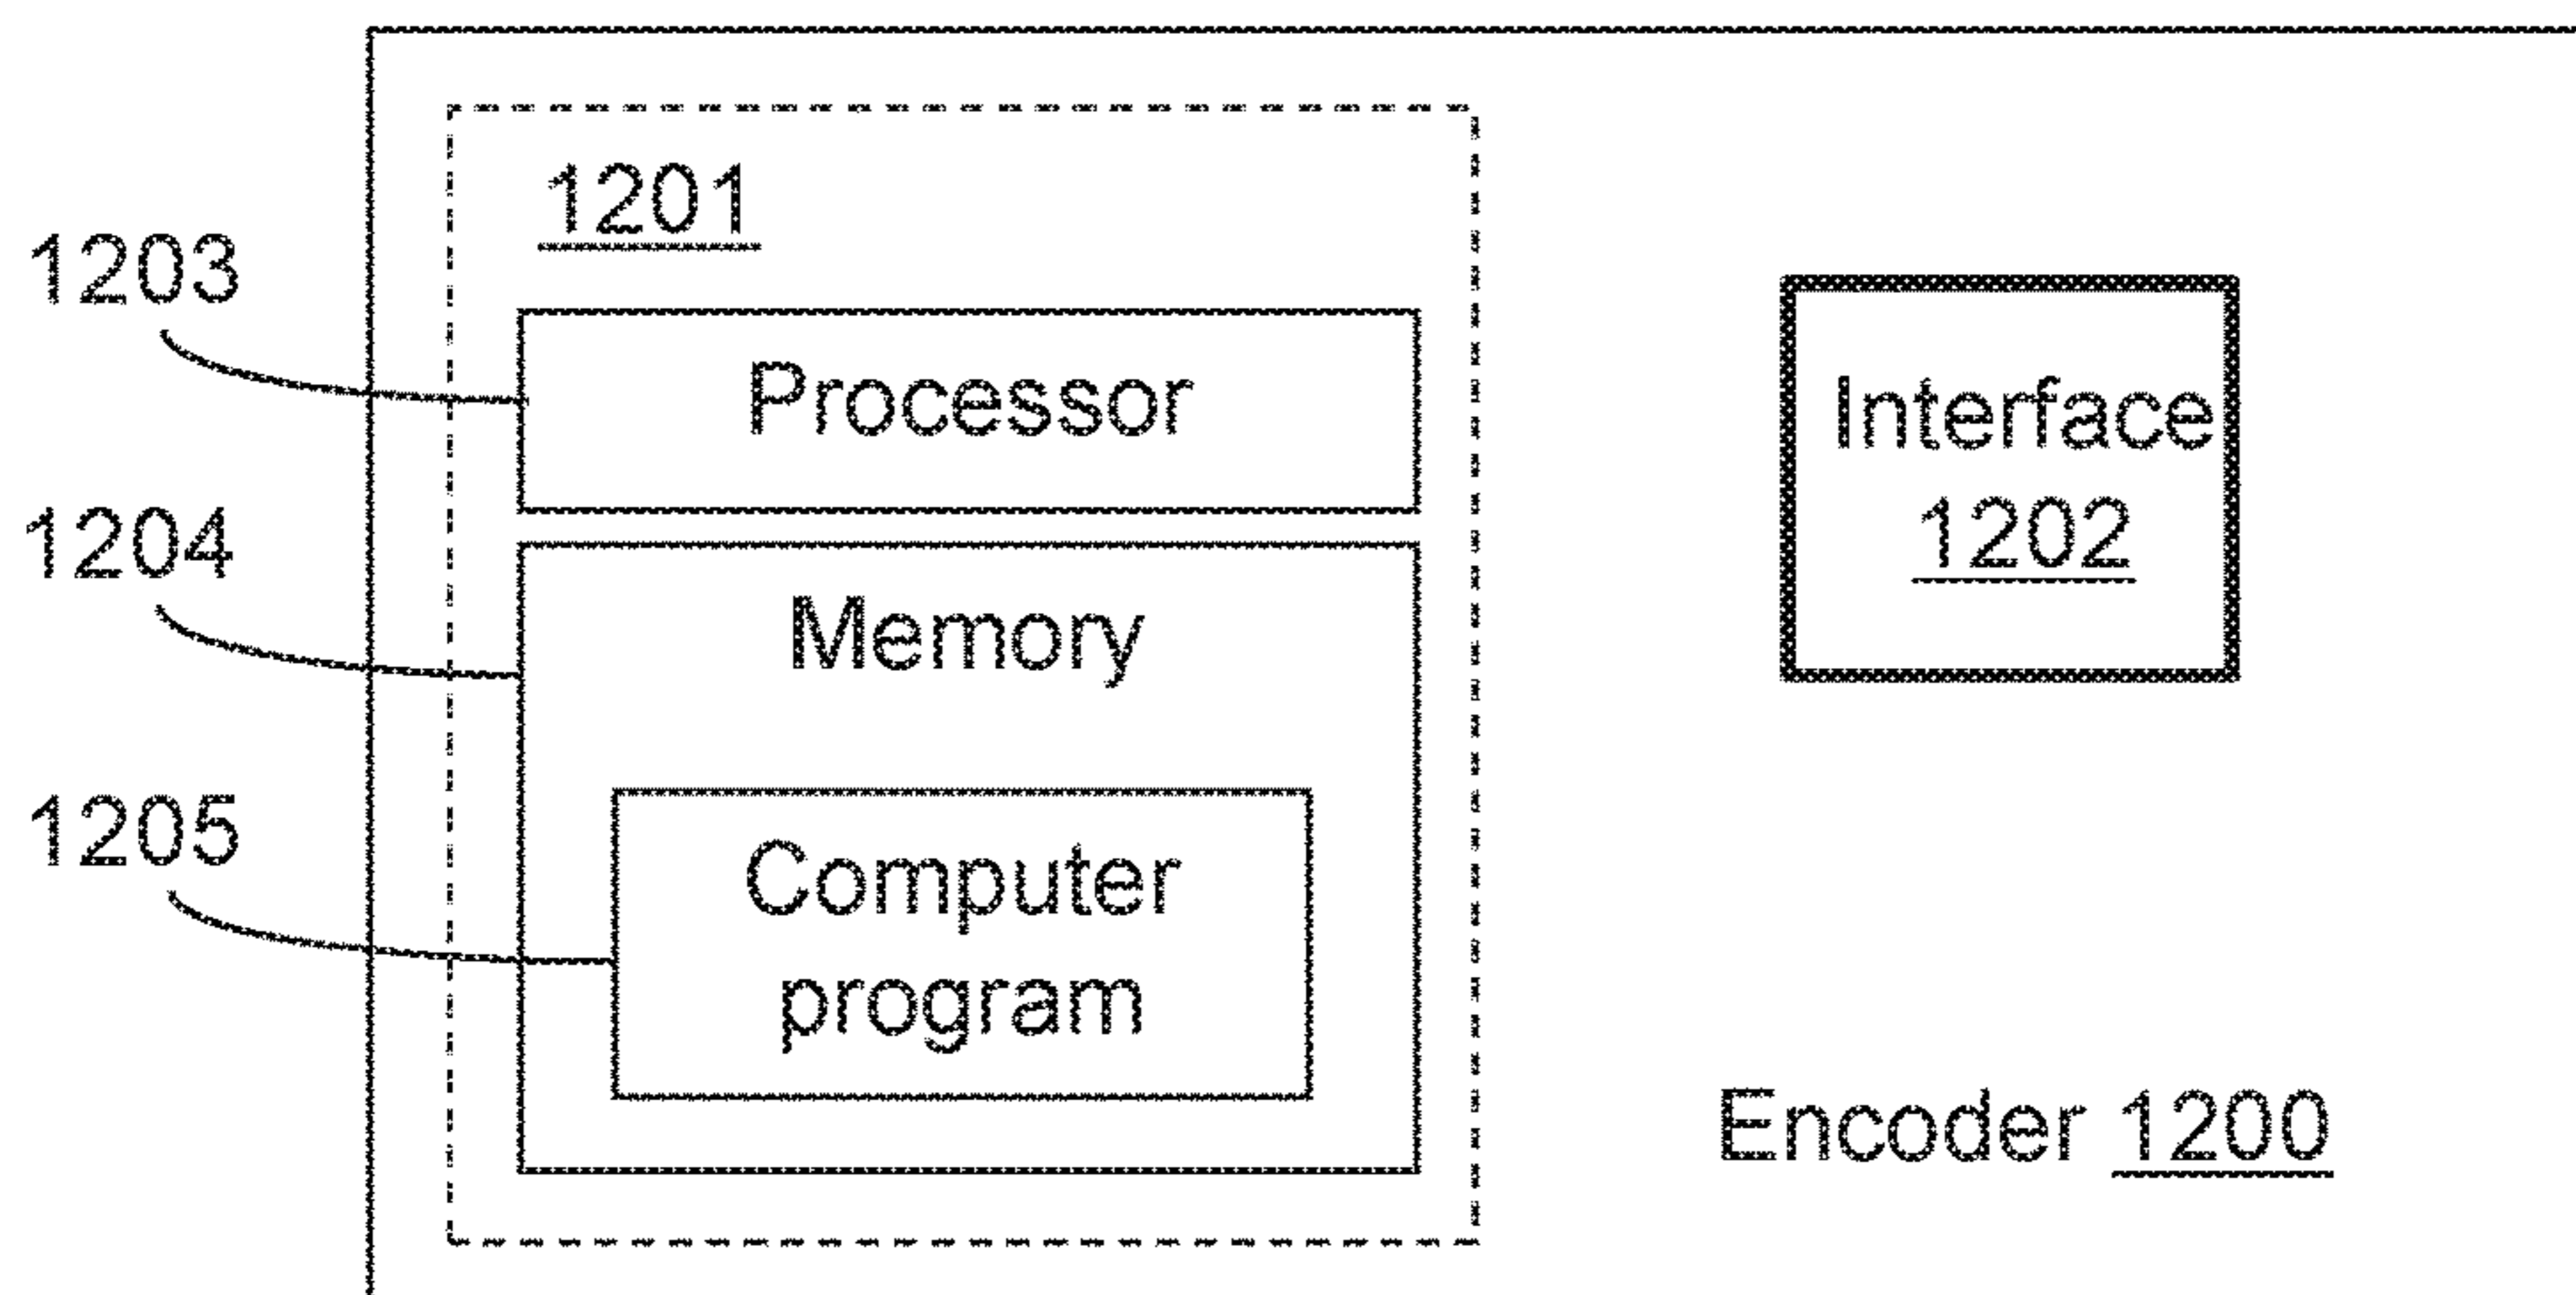 1201
1203
Processor
Interface
1202
1204
Memory
1205
Computer
program
Encoder 1200